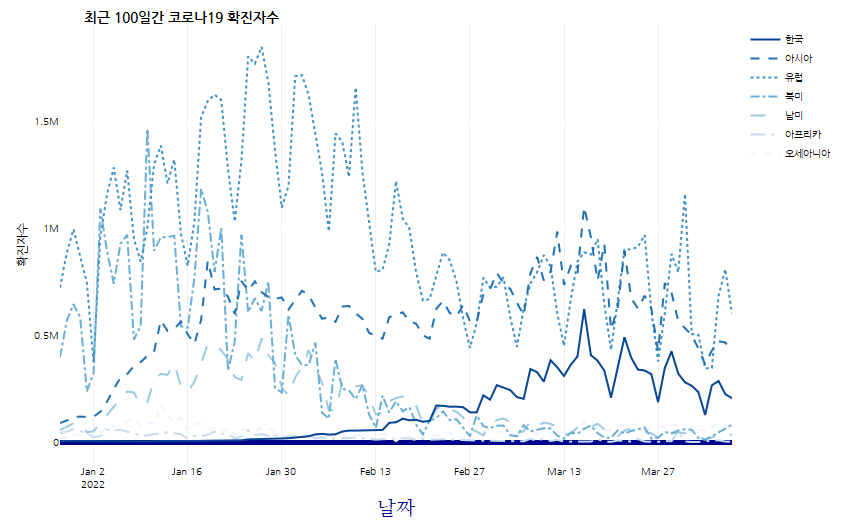 최근 100일간 코로나19 확진자수
한국
아시아
유럽
북미
남미
아프리카
오세아니아
1.5M
1M
0.5M
0
확진자수
Jan 2
2022
Jan 16
Jan 30
Feb 13
Feb 27
Mar 13
Mar 27
날짜